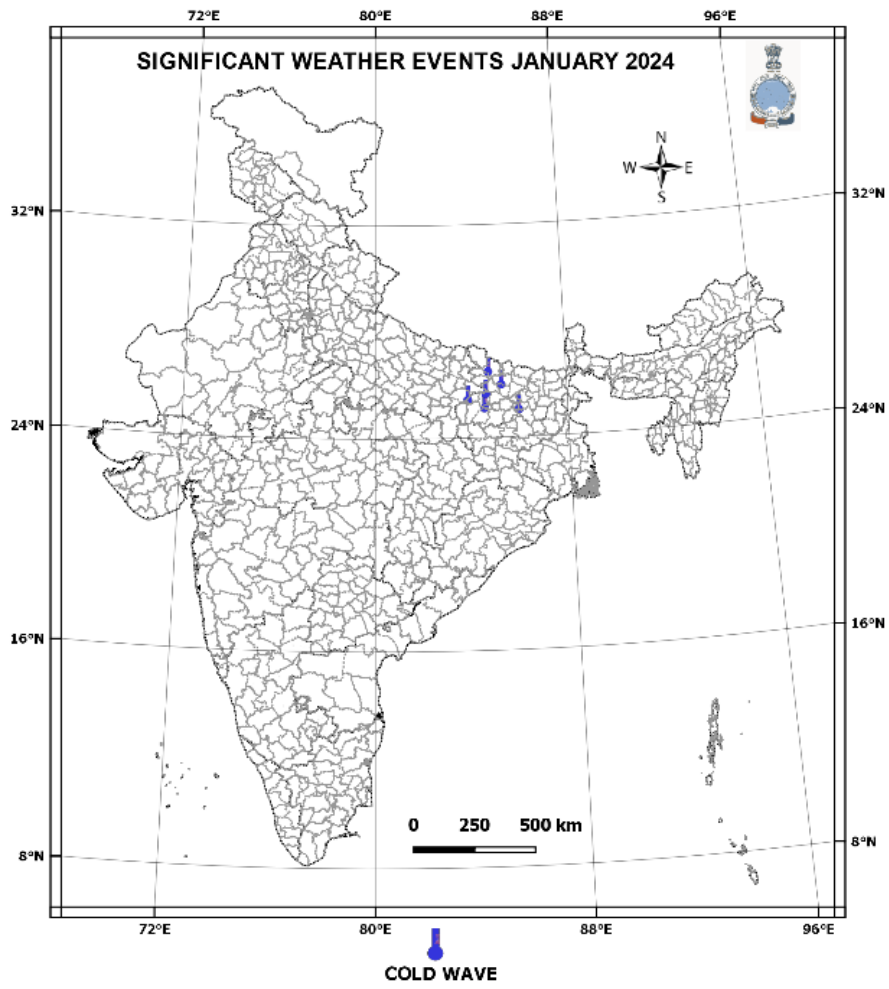 72°E 80°E 88°E 96°E
SIGNIFICANT WEATHER EVENTS JANUARY 2024
N
W E
S
32°N 32°N
24°N 24°N
16°N 16°N
0 250 500 km
8°N 8°N
72°E 80°E 88°E 96°E
COLD WAVE